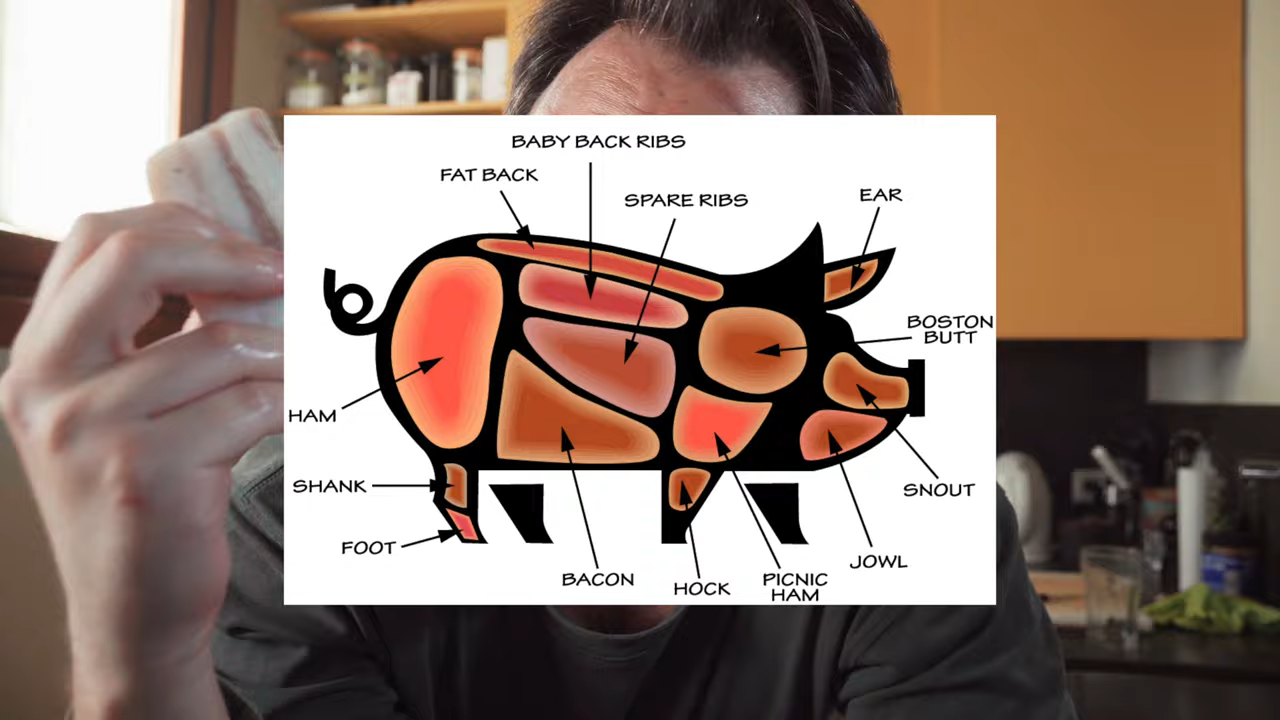 BABY BACK RIBS
FAT BACK
SPARE RIBS
EAR
BOSTON
BUTT
HAM
SHANK
SNOUT
FOOT
JOWL
BACON
HOCK
PICNIC
HAM